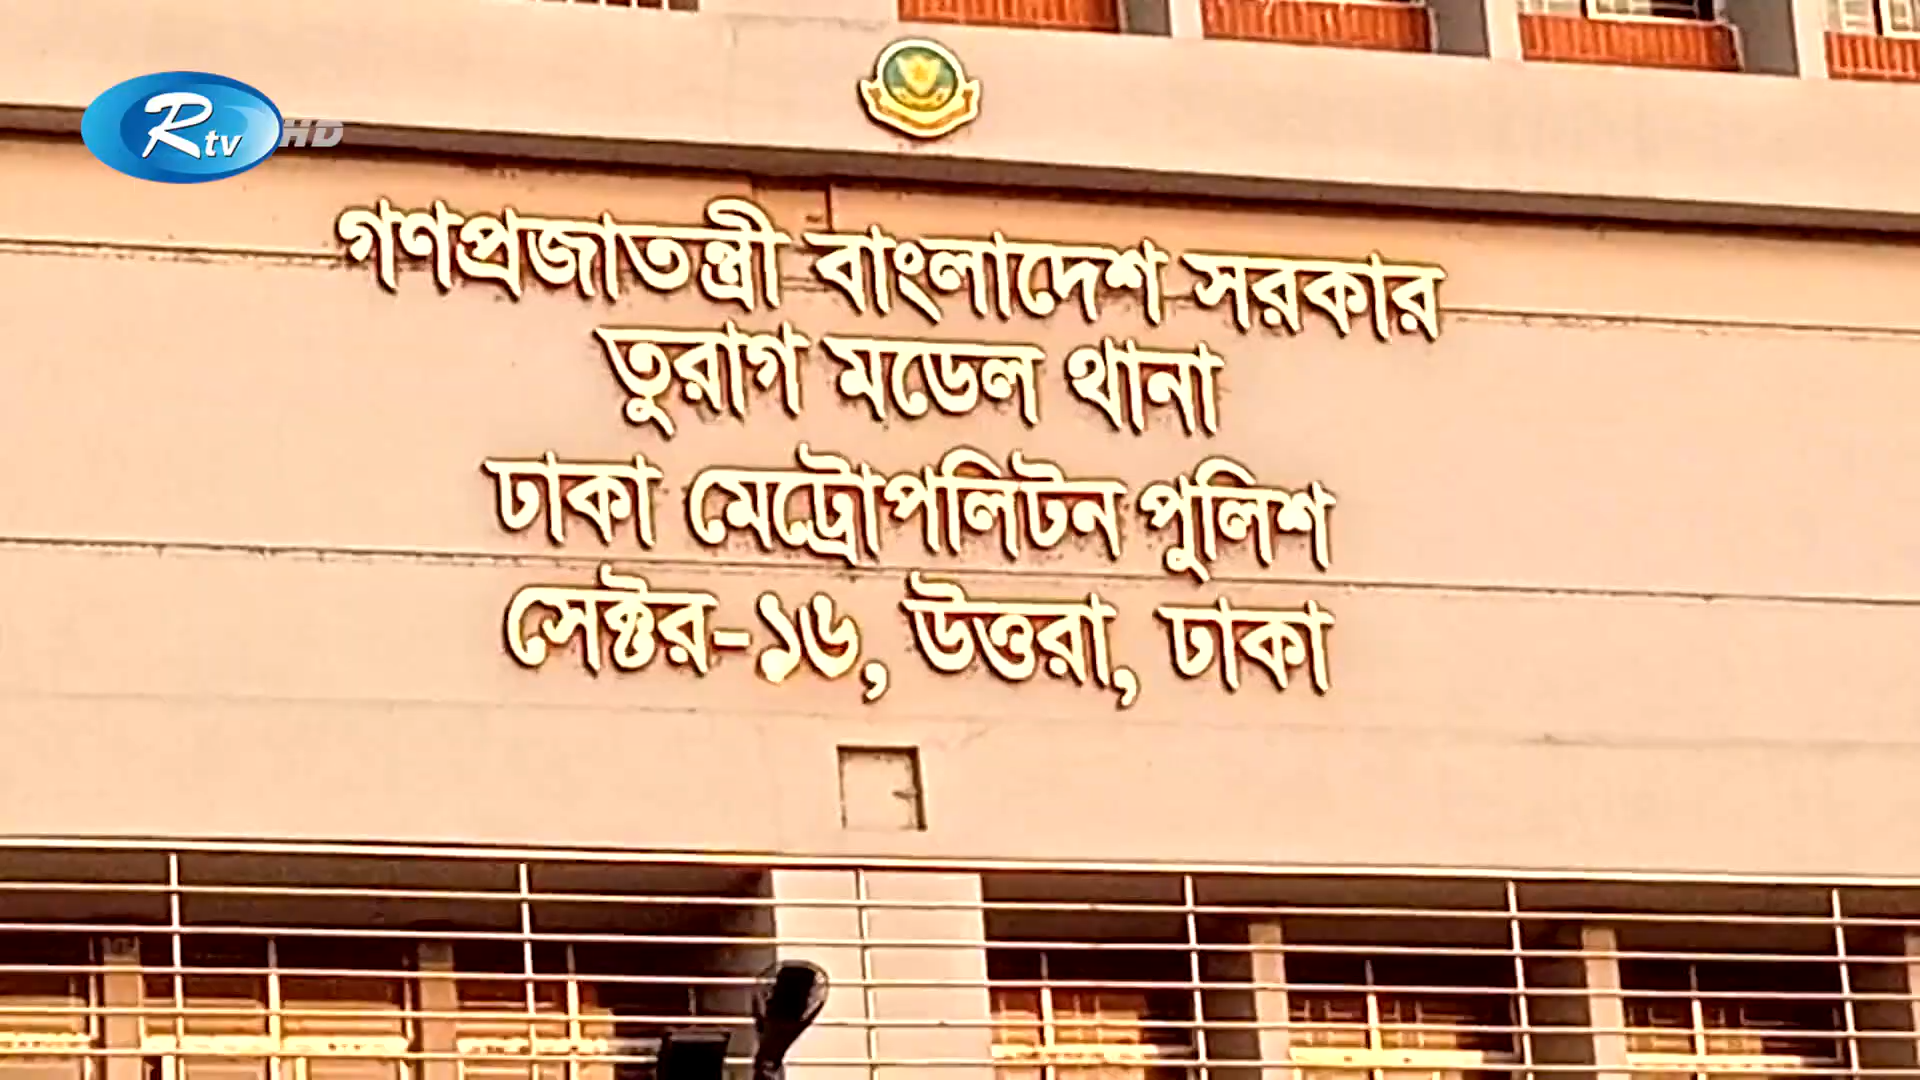 Rtv HD
গণপ্রজাতন্ত্রী বাংলাদেশ সরকার
তুরাগ মডেল থানা
ঢাকা মেট্রোপলিটন পুলিশ
সেক্টর-১৬, উত্তরা, ঢাকা